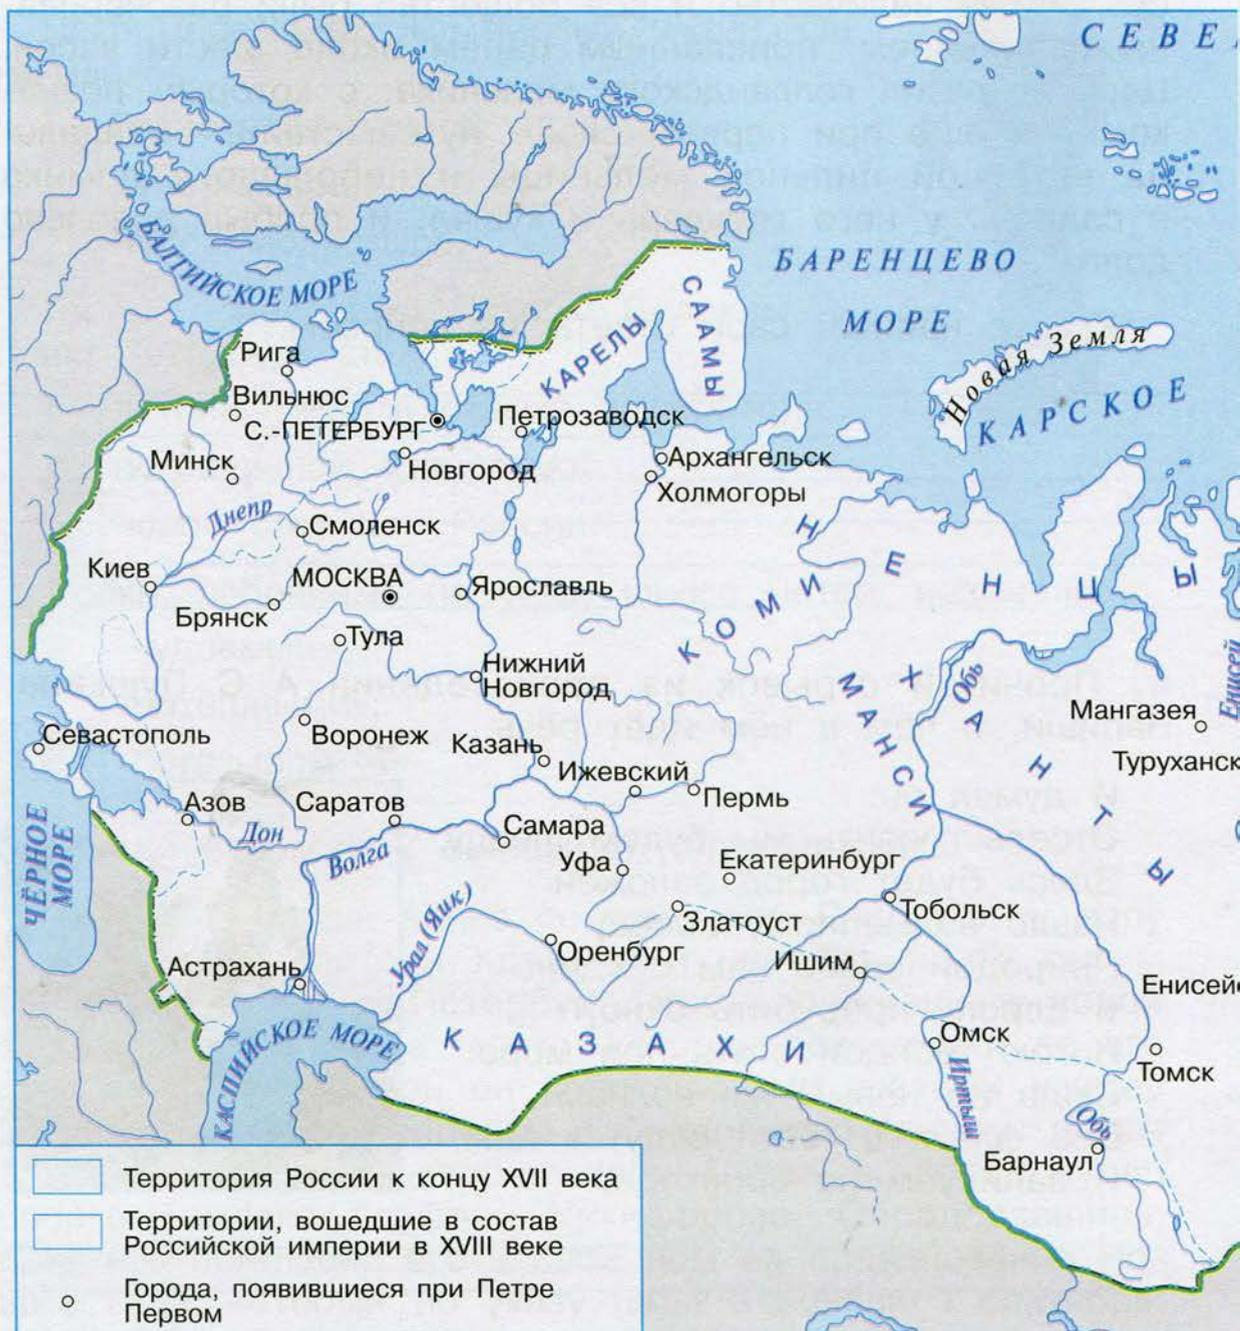 СЕВЕ
БАЛТИЙСКОЕ МОРЕ
БАРЕНЦЕВО
МОРЕ
СААМЫ
КАРЕЛЫ
Новая Земля
КАРСКОЕ
Рига
Вильнюс
С.-ПЕТЕРБУРГ
Петрозаводск
Минск
Новгород
Архангельск
Холмогоры
Днепр
Смоленск
НЕНЦЫ
Киев
МОСКВА
Ярославль
КОМИ
Брянск
Тула
Нижний
Новгород
Обь
ХАНТЫ
МАНСИ
Енисей
Мангазея
Севастополь
Воронеж
Казань
Туруханск
Ижевский
Пермь
Азов
Саратов
Самара
Дон
Волга
Уфа
Екатеринбург
ЧЁРНОЕ
МОРЕ
Тобольск
Златоуст
Урал (Яик)
Оренбург
Ишим
Астрахань
Енисей
КАЗАХИ
КАСПИЙСКОЕ МОРЕ
Омск
Томск
Иртыш
Обь
Барнаул
Территория России к концу XVII века
Территории, вошедшие в состав
Российской империи в XVIII веке
Города, появившиеся при Петре
Первом